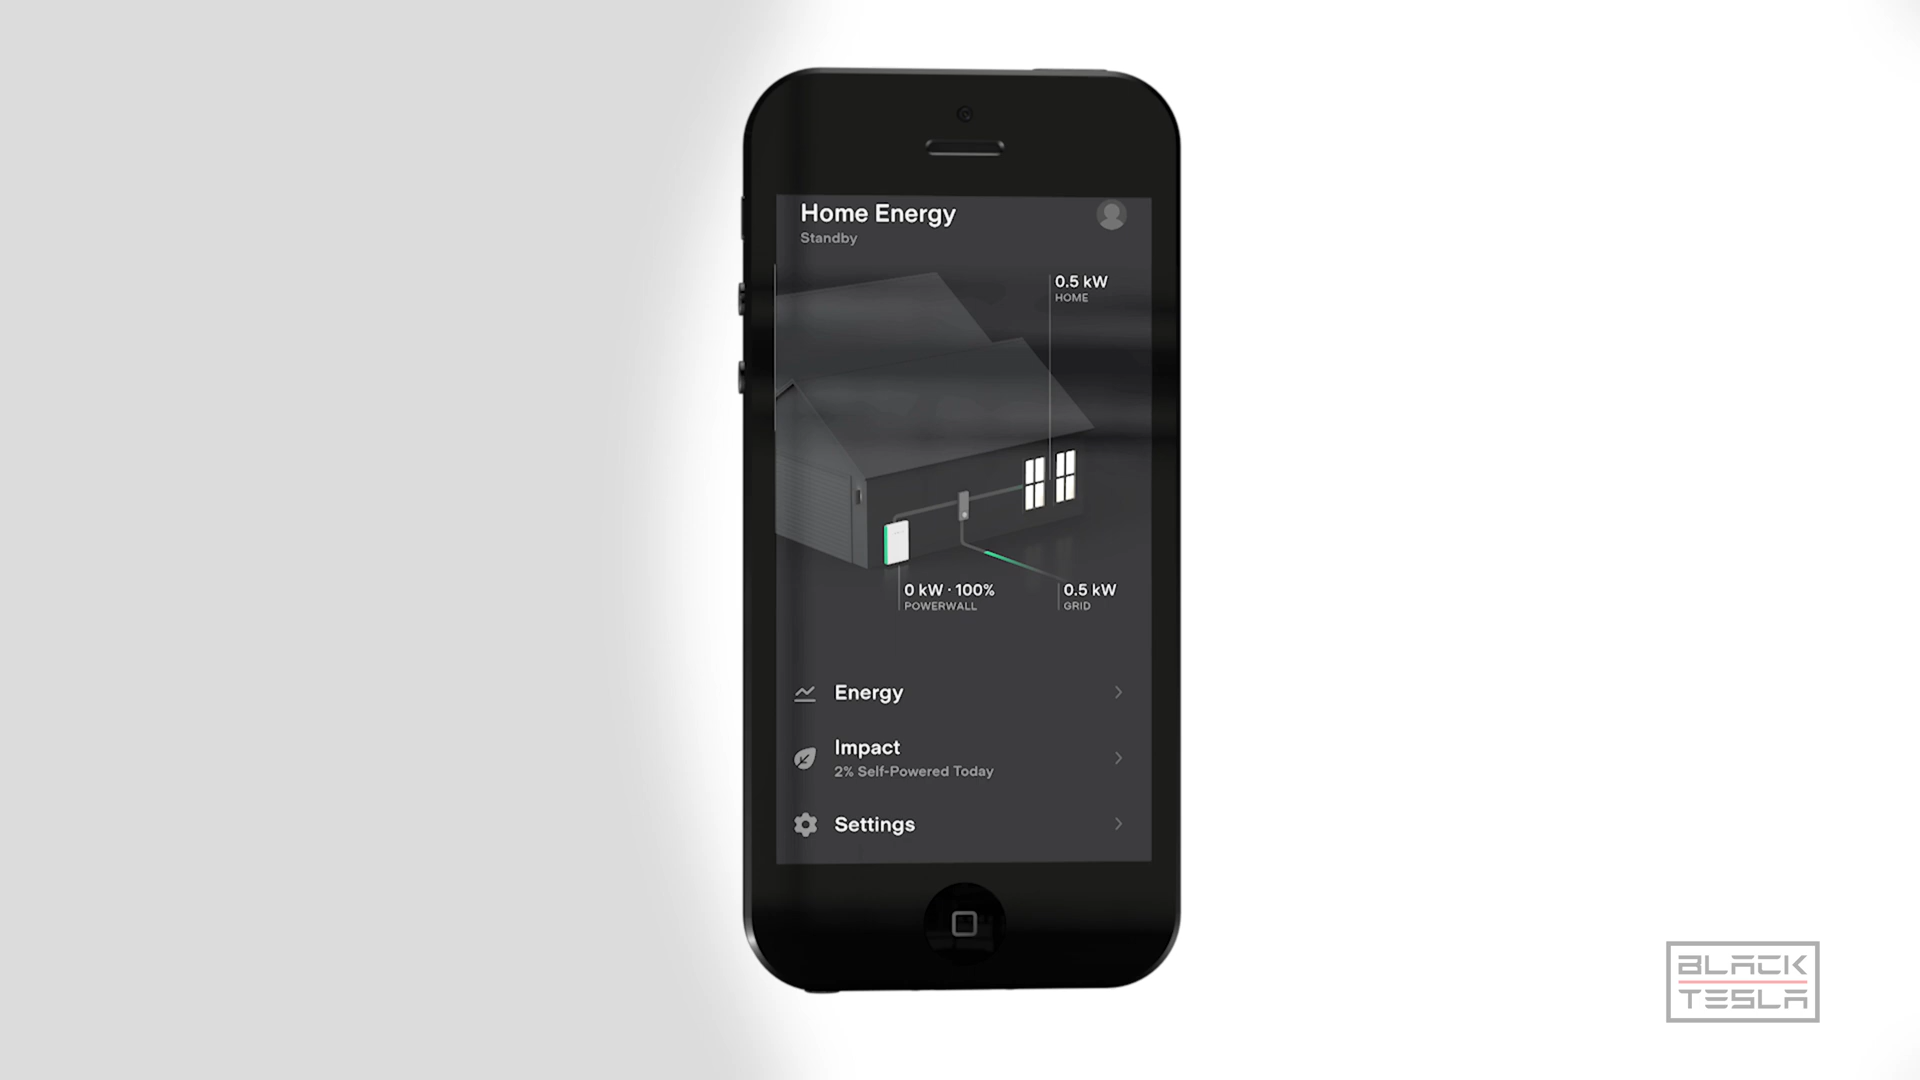 Home Energy
Standby
0.5 kW
HOME
0 kW · 100%
POWERWALL
0.5 kW
GRID
Energy
Impact
2% Self-Powered Today
Settings
BLACK
TESLA